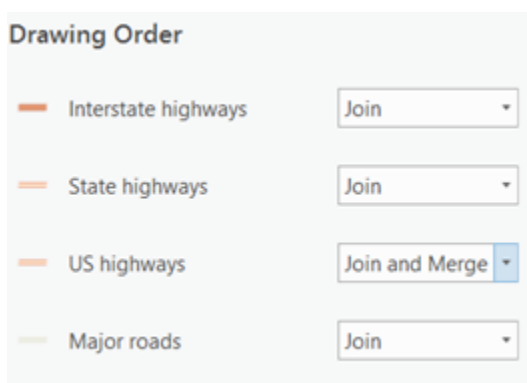 Drawing Order
Interstate highways Join
State highways Join
US highways Join and Merge
Major roads Join